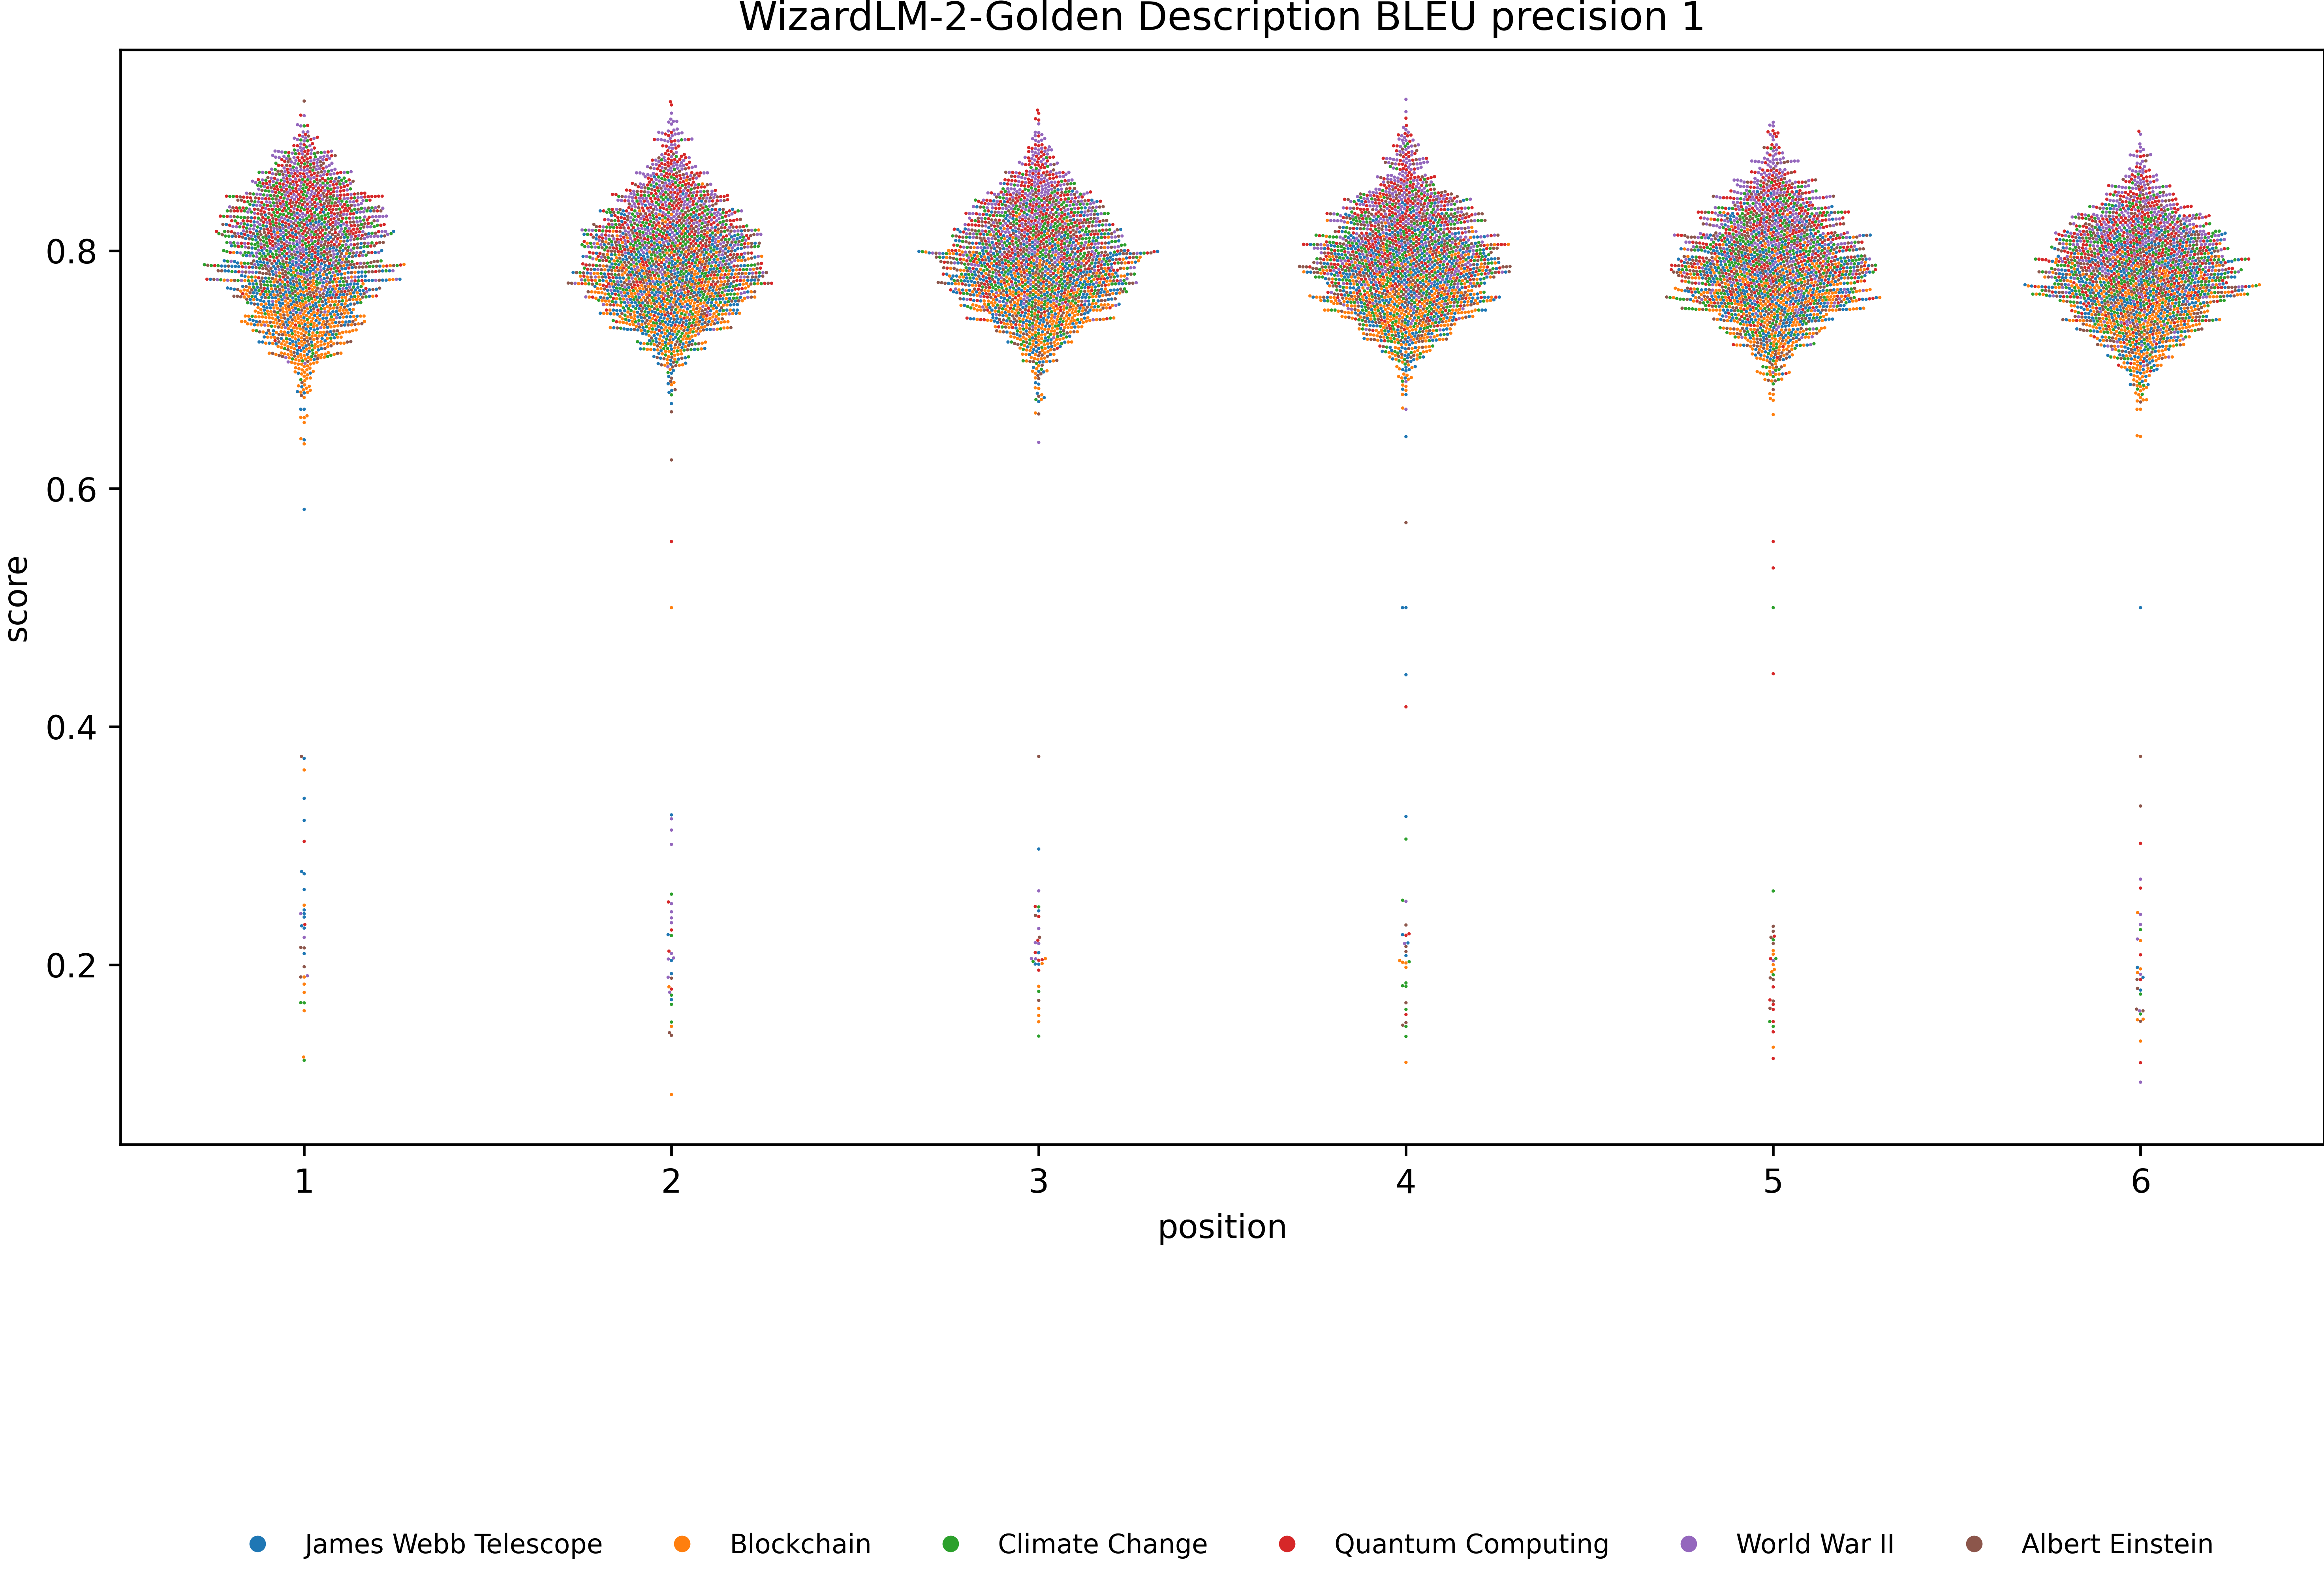 WizardLM-2-Golden Description BLEU precision 1
score
0.8
0.6
0.4
0.2
1 2 3 4 5 6
position
James Webb Telescope Blockchain Climate Change Quantum Computing World War II Albert Einstein